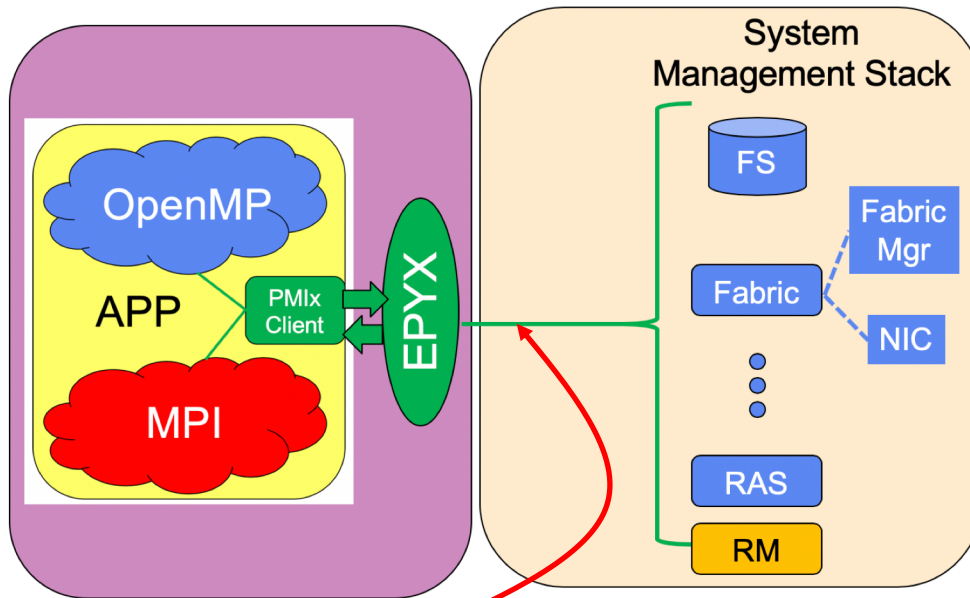 System
Management Stack
OpenMP
APP
PMIx
Client
MPI
EPYX
FS
Fabric
Fabric
Mgr
NIC
RAS
RM